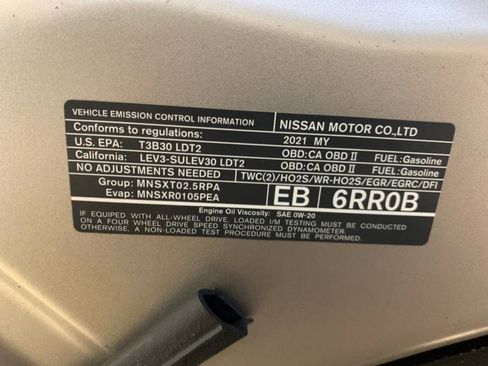 VEHICLE EMISSION CONTROL INFORMATION NISSAN MOTOR CO.,LTD
Conforms to regulations: 2021 MY
U.S. EPA: T3B30 LDT2 OBD:CA OBD II FUEL:Gasoline
California: LEV3-SULEV30 LDT2 OBD:CA OBD II FUEL:Gasoline
NO ADJUSTMENTS NEEDED TWC(2)/HO2S/WR-HO2S/EGR/EGRC/DFI
Group: MNSXT02.5RPA
Evap: MNSXR0105PEA
EB 6RR0B
Engine Oil Viscosity: SAE 0W-20
IF EQUIPPED WITH ALL-WHEEL DRIVE, LOADED I/M TESTING MUST BE CONDUCTED
ON A FOUR WHEEL DRIVE SPEED SYNCHRONIZED DYNAMOMETER.
OTHERWISE, A NON-LOADED TEST PROCEDURE MUST BE PERFORMED.